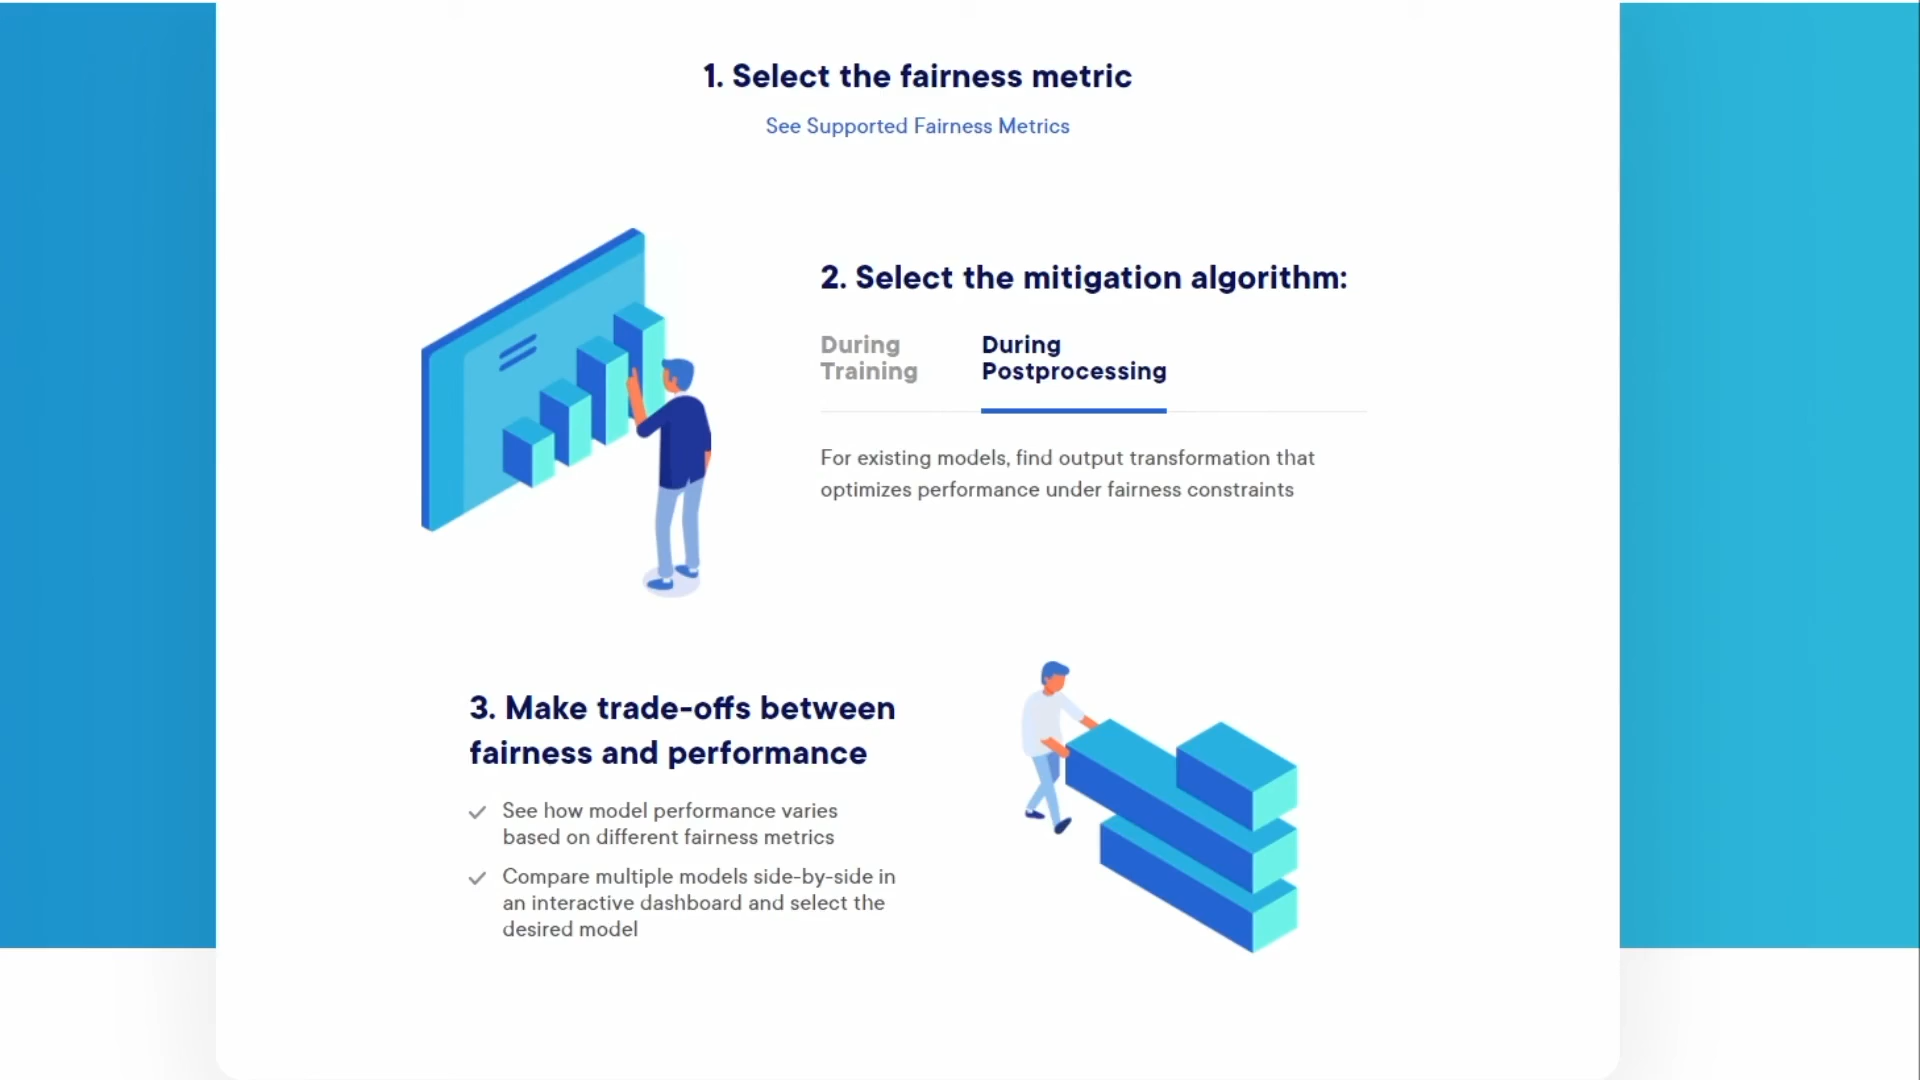 1. Select the fairness metric
See Supported Fairness Metrics
2. Select the mitigation algorithm:
During
Training
During
Postprocessing
For existing models, find output transformation that
optimizes performance under fairness constraints
3. Make trade-offs between
fairness and performance
See how model performance varies
based on different fairness metrics
Compare multiple models side-by-side in
an interactive dashboard and select the
desired model